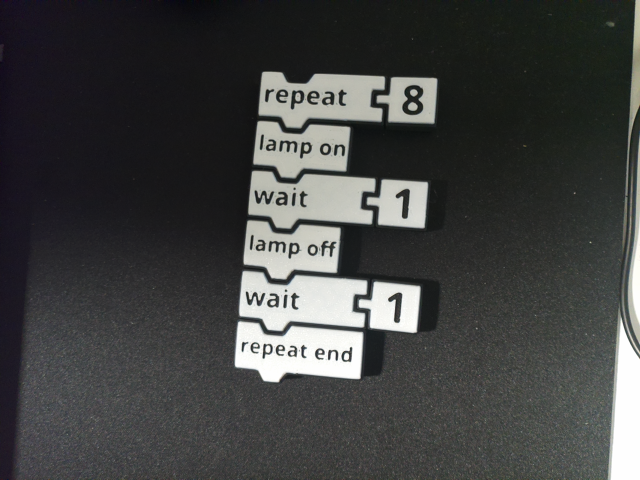 repeat 8
lamp on
wait 1
lamp off
wait 1
repeat end